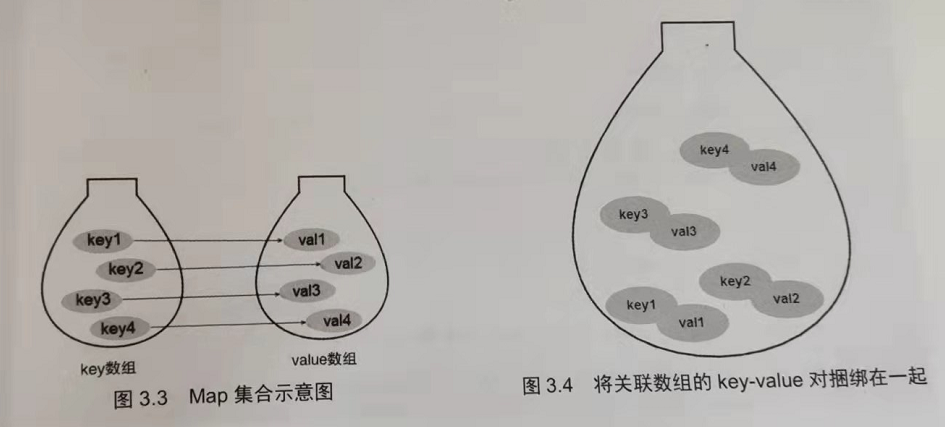 key1
key2
key3
key4
val1
val2
val3
val4
key数组
value数组
图 3.3 Map 集合示意图
key4
val4
key3
val3
key2
val2
key1
val1
图 3.4 将关联数组的 key-value 对捆绑在一起